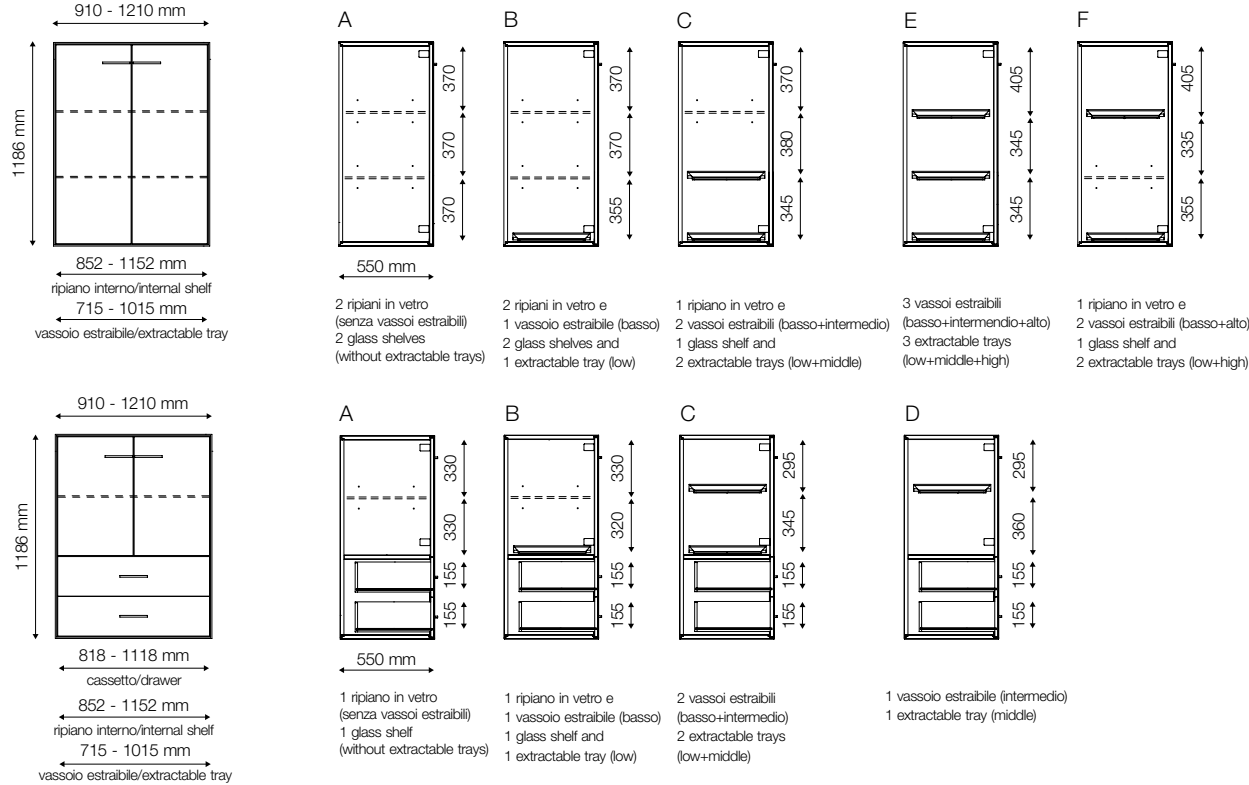 910 - 1210 mm
1186 mm
852 - 1152 mm
ripiano interno/internal shelf
715 - 1015 mm
vassoio estraibile/extractable tray
A
370
370
370
550 mm
2 ripiani in vetro
(senza vassoi estraibili)
2 glass shelves
(without extractable trays)
B
370
370
355
2 ripiani in vetro e
1 vassoio estraibile (basso)
2 glass shelves and
1 extractable tray (low)
C
370
380
345
1 ripiano in vetro e
2 vassoi estraibili (basso+intermedio)
1 glass shelf and
2 extractable trays (low+middle)
E
405
345
345
3 vassoi estraibili
(basso+intermendio+alto)
3 extractable trays
(low+middle+high)
F
405
335
355
1 ripiano in vetro e
2 vassoi estraibili (basso+alto)
1 glass shelf and
2 extractable trays (low+high)
910 - 1210 mm
1186 mm
818 - 1118 mm
cassetto/drawer
852 - 1152 mm
ripiano interno/internal shelf
715 - 1015 mm
vassoio estraibile/extractable tray
A
330
330
155
155
550 mm
1 ripiano in vetro
(senza vassoi estraibili)
1 glass shelf
(without extractable trays)
B
330
320
155
155
1 ripiano in vetro e
1 vassoio estraibile (basso)
1 glass shelf and
1 extractable tray (low)
C
295
345
155
155
2 vassoi estraibili
(basso+intermedio)
2 extractable trays
(low+middle)
D
295
360
155
155
1 vassoio estraibile (intermedio)
1 extractable tray (middle)